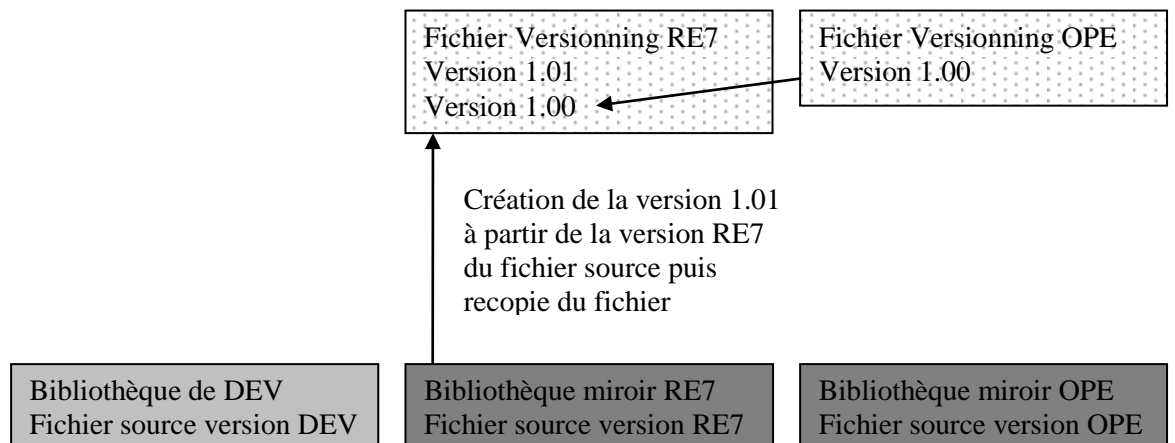 Fichier Versionning RE7
Version 1.01
Version 1.00
Fichier Versionning OPE
Version 1.00
Création de la version 1.01
à partir de la version RE7
du fichier source puis
recopie du fichier
Bibliothèque de DEV
Fichier source version DEV
Bibliothèque miroir RE7
Fichier source version RE7
Bibliothèque miroir OPE
Fichier source version OPE